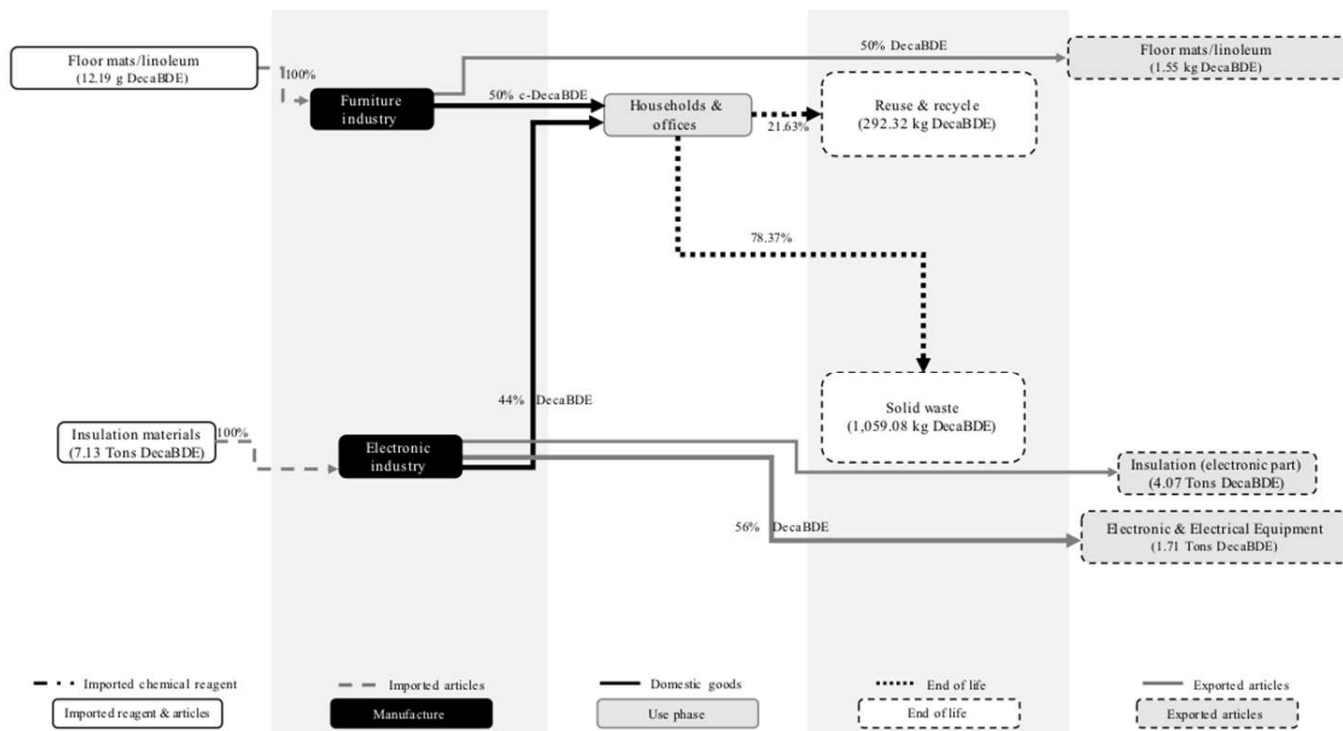 Floor mats/linoleum
(12.19 g DecaBDE)
100%
Furniture
industry
50% c-DecaBDE
Households &
offices
21.63%
50% DecaBDE
Reuse & recycle
(292.32 kg DecaBDE)
Floor mats/linoleum
(1.55 kg DecaBDE)
78.37%
44% DecaBDE
Solid waste
(1,059.08 kg DecaBDE)
Insulation materials
(7.13 Tons DecaBDE)
100%
Electronic
industry
Insulation (electronic part)
(4.07 Tons DecaBDE)
56% DecaBDE
Electronic & Electrical Equipment
(1.71 Tons DecaBDE)
Imported chemical reagent
Imported articles
Domestic goods
End of life
Exported articles
Imported reagent & articles
Manufacture
Use phase
End of life
Exported articles